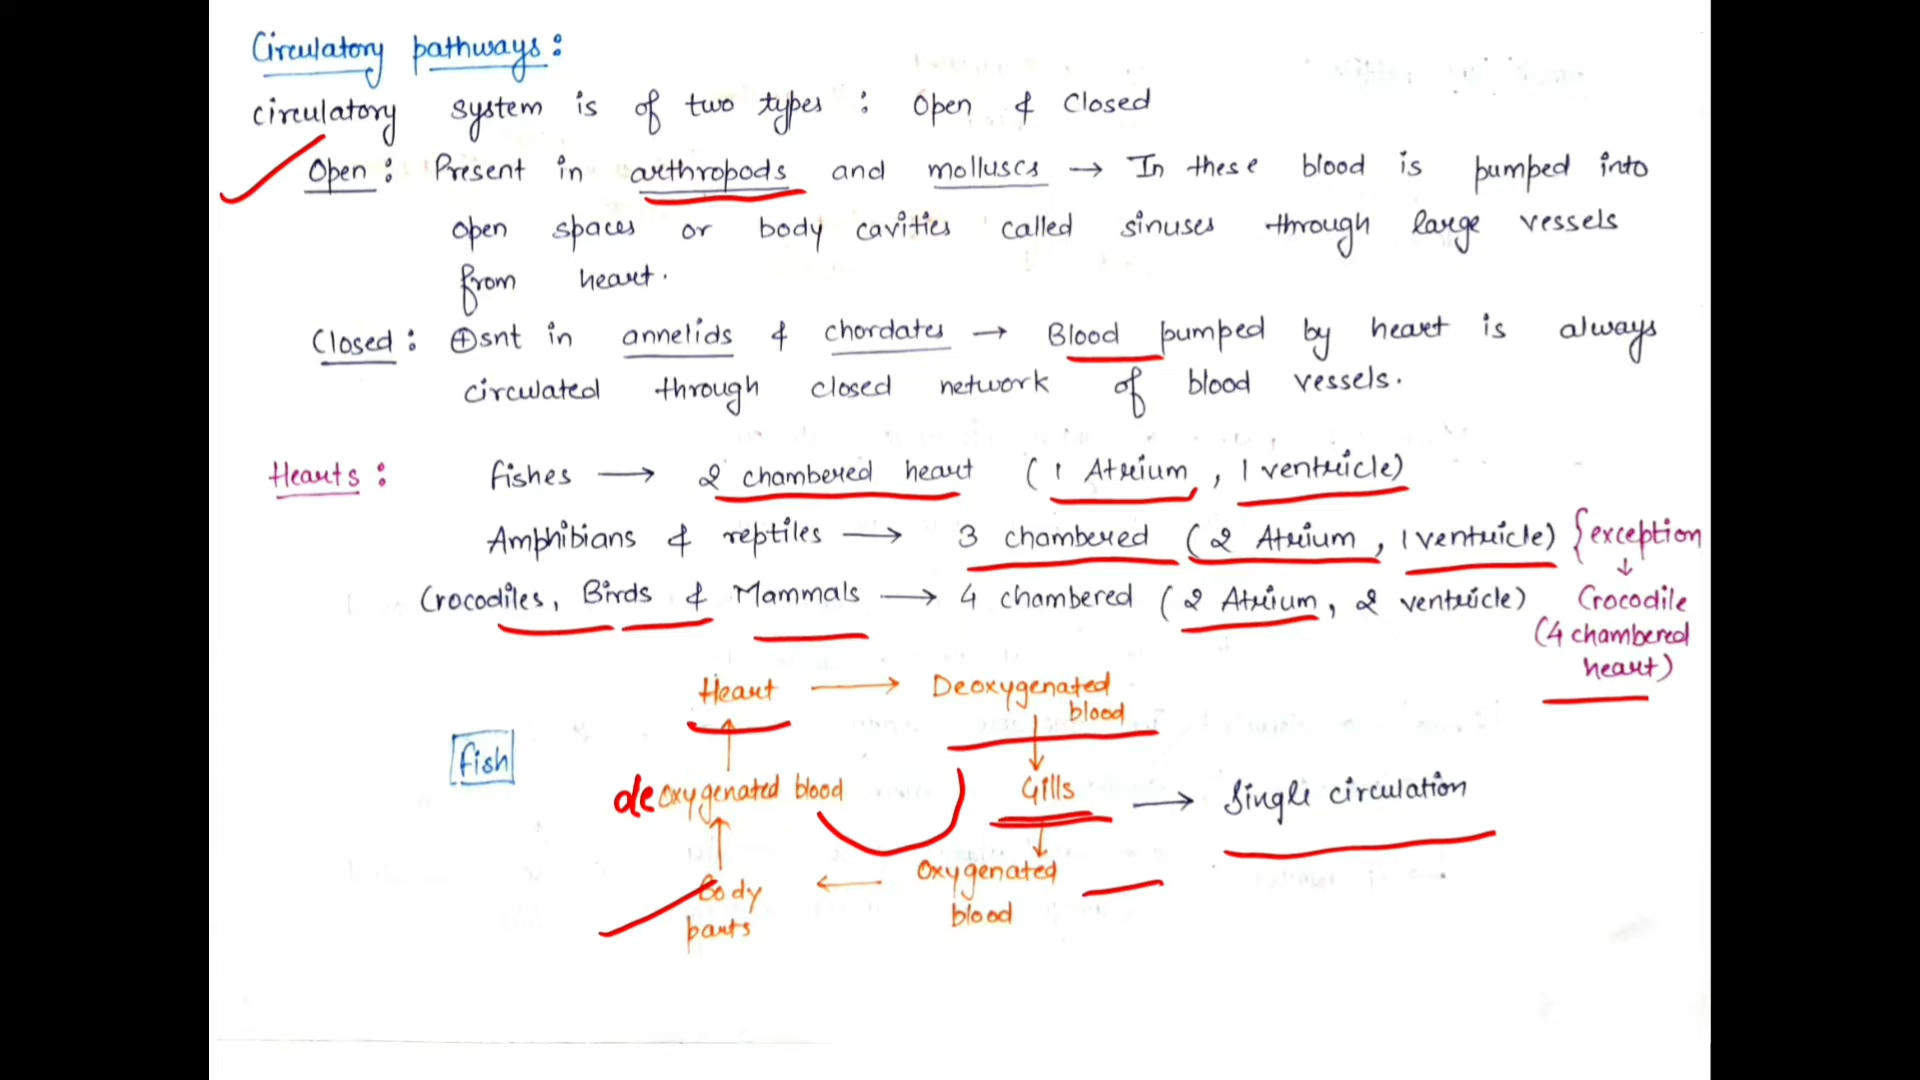 Circulatory pathways:
circulatory system is of two types : Open & Closed
Open: Present in arthropods and molluscs → In these blood is pumped into
open spaces or body cavities called sinuses through large vessels
from heart.
Closed: ⊕snt in annelids & chordates → Blood pumped by heart is always
circulated through closed network of blood vessels.
Hearts: fishes → 2 chambered heart (1 Atrium, 1 ventricle)
Amphibians & reptiles → 3 chambered (2 Atrium, 1 ventricle) {exception
↓
Crocodiles, Birds & Mammals → 4 chambered (2 Atrium, 2 ventricle) Crocodile
(4 chambered
heart)
Heart → Deoxygenated
blood
fish
deoxygenated blood Gills → Single circulation
Body ← Oxygenated
parts blood